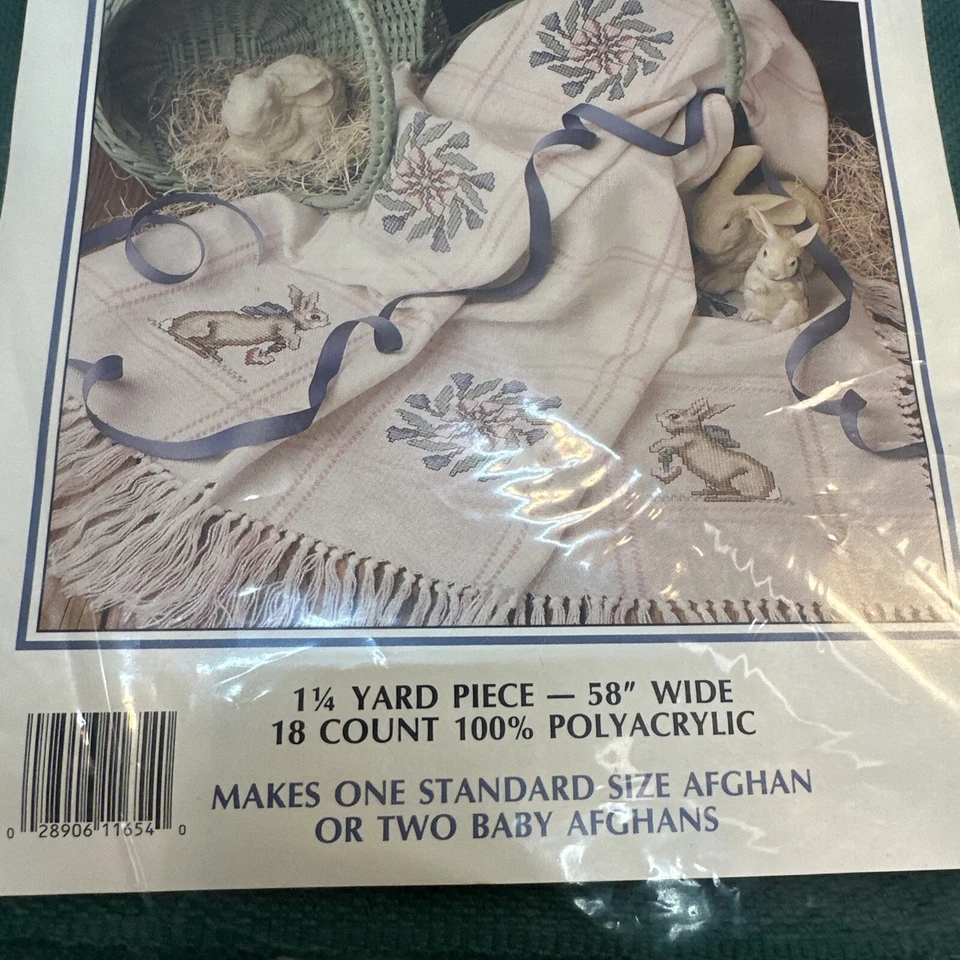 1¼ YARD PIECE — 58" WIDE
18 COUNT 100% POLYACRYLIC
MAKES ONE STANDARD SIZE AFGHAN
OR TWO BABY AFGHANS
0 28906 11654 0